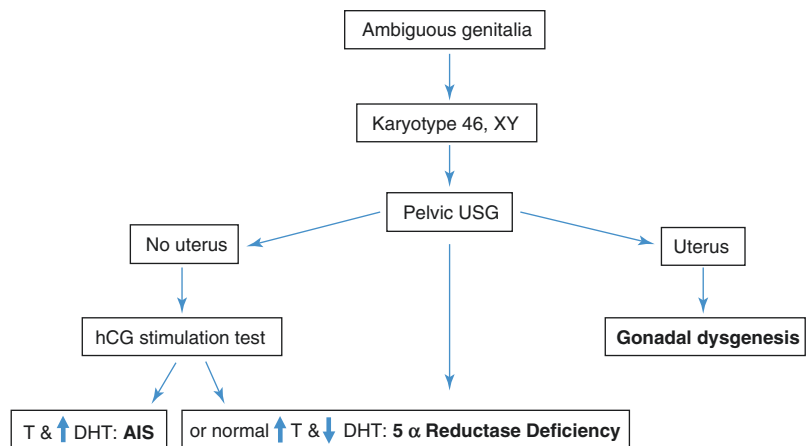 Ambiguous genitalia
Karyotype 46, XY
Pelvic USG
No uterus
Uterus
hCG stimulation test
Gonadal dysgenesis
T & ↑ DHT: AIS
or normal ↑ T & ↓ DHT: 5 α Reductase Deficiency